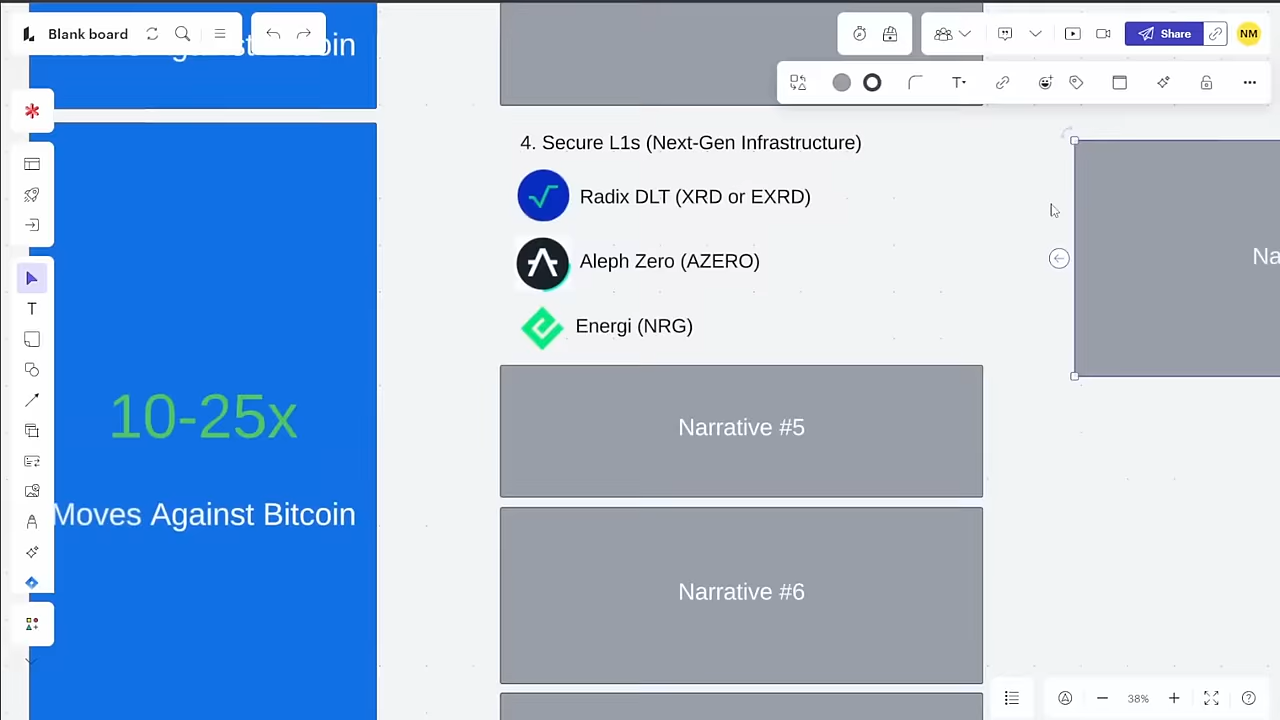 Blank board
Share
NM
4. Secure L1s (Next-Gen Infrastructure)
Radix DLT (XRD or EXRD)
Aleph Zero (AZERO)
Energi (NRG)
10-25x
Moves Against Bitcoin
Narrative #5
Narrative #6
Na
T
T
38%